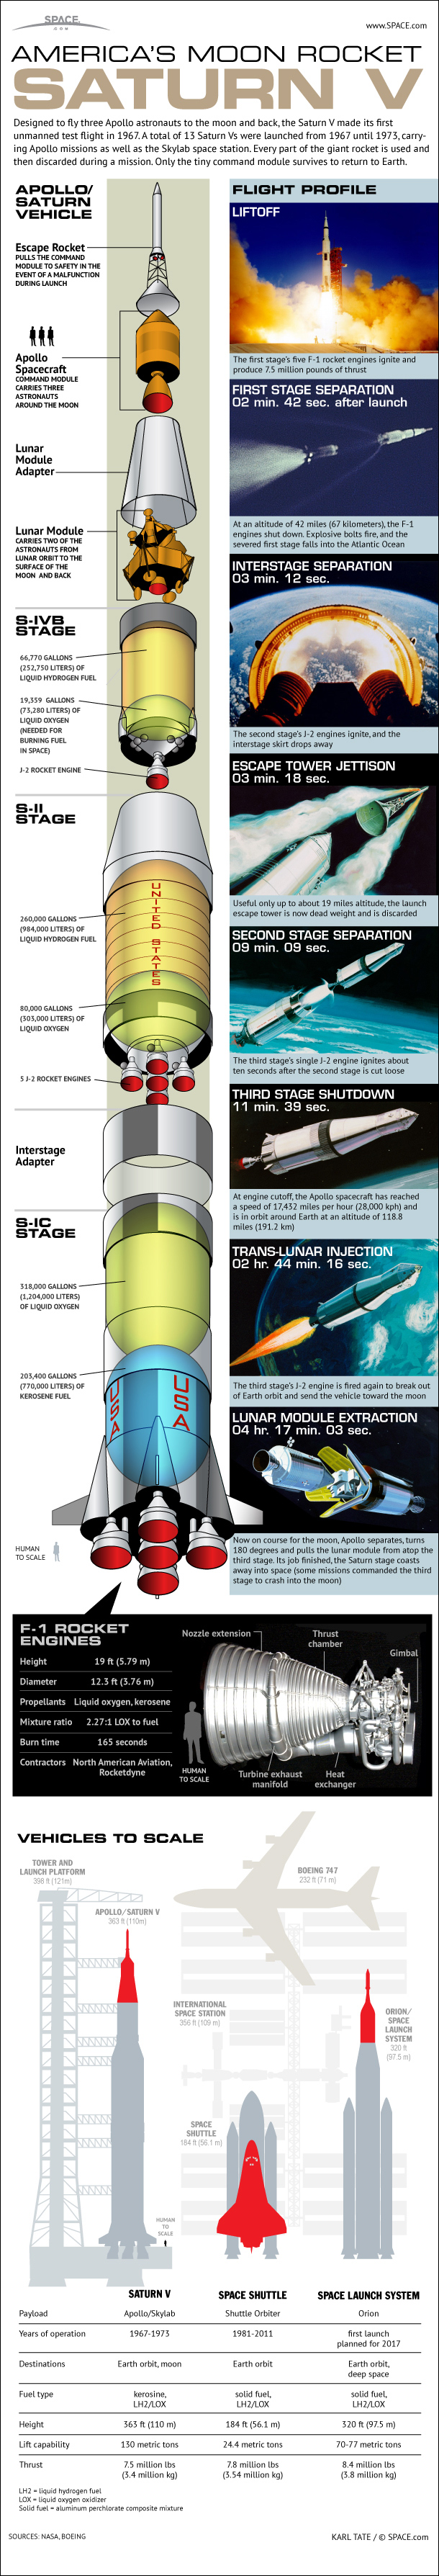 SPACE.com
www.SPACE.com
AMERICA'S MOON ROCKET
SATURN V
Designed to fly three Apollo astronauts to the moon and back, the Saturn V made its first
unmanned test flight in 1967. A total of 13 Saturn Vs were launched from 1967 until 1973, carry-
ing Apollo missions as well as the Skylab space station. Every part of the giant rocket is used and
then discarded during a mission. Only the tiny command module survives to return to Earth.
APOLLO/
SATURN
VEHICLE
Escape Rocket
PULLS THE COMMAND
MODULE TO SAFETY IN THE
EVENT OF A MALFUNCTION
DURING LAUNCH
Apollo
Spacecraft
COMMAND MODULE
CARRIES THREE
ASTRONAUTS
AROUND THE MOON
Lunar
Module
Adapter
Lunar Module
CARRIES TWO OF THE
ASTRONAUTS FROM
LUNAR ORBIT TO THE
SURFACE OF THE
MOON AND BACK
S-IVB
STAGE
66,770 GALLONS
(252,750 LITERS) OF
LIQUID HYDROGEN FUEL
19,359 GALLONS
(73,280 LITERS) OF
LIQUID OXYGEN
(NEEDED FOR
BURNING FUEL
IN SPACE)
J-2 ROCKET ENGINE
S-II
STAGE
UNITED STATES
260,000 GALLONS
(984,000 LITERS) OF
LIQUID HYDROGEN FUEL
80,000 GALLONS
(303,000 LITERS) OF
LIQUID OXYGEN
5 J-2 ROCKET ENGINES
Interstage
Adapter
S-IC
STAGE
318,000 GALLONS
(1,204,000 LITERS)
OF LIQUID OXYGEN
203,400 GALLONS
(770,000 LITERS) OF
KEROSENE FUEL
USA
USA
HUMAN
TO SCALE
FLIGHT PROFILE
LIFTOFF
The first stage's five F-1 rocket engines ignite and
produce 7.5 million pounds of thrust
FIRST STAGE SEPARATION
02 min. 42 sec. after launch
At an altitude of 42 miles (67 kilometers), the F-1
engines shut down. Explosive bolts fire, and the
severed first stage falls into the Atlantic Ocean
INTERSTAGE SEPARATION
03 min. 12 sec.
The second stage's J-2 engines ignite, and the
interstage skirt drops away
ESCAPE TOWER JETTISON
03 min. 18 sec.
Useful only up to about 19 miles altitude, the launch
escape tower is now dead weight and is discarded
SECOND STAGE SEPARATION
09 min. 09 sec.
The third stage's single J-2 engine ignites about
ten seconds after the second stage is cut loose
THIRD STAGE SHUTDOWN
11 min. 39 sec.
At engine cutoff, the Apollo spacecraft has reached
a speed of 17,432 miles per hour (28,000 kph) and
is in orbit around Earth at an altitude of 118.8
miles (191.2 km)
TRANS-LUNAR INJECTION
02 hr. 44 min. 16 sec.
The third stage's J-2 engine is fired again to break out
of Earth orbit and send the vehicle toward the moon
LUNAR MODULE EXTRACTION
04 hr. 17 min. 03 sec.
Now on course for the moon, Apollo separates, turns
180 degrees and pulls the lunar module from atop the
third stage. Its job finished, the Saturn stage coasts
away into space (some missions commanded the third
stage to crash into the moon)
F-1 ROCKET
ENGINES
Height 19 ft (5.79 m)
Diameter 12.3 ft (3.76 m)
Propellants Liquid oxygen, kerosene
Mixture ratio 2.27:1 LOX to fuel
Burn time 165 seconds
Contractors North American Aviation,
Rocketdyne
HUMAN
TO SCALE
Nozzle extension
Thrust
chamber
Gimbal
Turbine exhaust
manifold
Heat
exchanger
VEHICLES TO SCALE
TOWER AND
LAUNCH PLATFORM
398 ft (121m)
APOLLO/SATURN V
363 ft (110m)
BOEING 747
232 ft (71 m)
INTERNATIONAL
SPACE STATION
356 ft (109 m)
ORION/
SPACE
LAUNCH
SYSTEM
320 ft
(97.5 m)
SPACE
SHUTTLE
184 ft (56.1 m)
HUMAN
TO
SCALE
SATURN V SPACE SHUTTLE SPACE LAUNCH SYSTEM
Payload Apollo/Skylab Shuttle Orbiter Orion
Years of operation 1967-1973 1981-2011 first launch
planned for 2017
Destinations Earth orbit, moon Earth orbit Earth orbit,
deep space
Fuel type kerosine, solid fuel, solid fuel,
LH2/LOX LH2/LOX LH2/LOX
Height 363 ft (110 m) 184 ft (56.1 m) 320 ft (97.5 m)
Lift capability 130 metric tons 24.4 metric tons 70-77 metric tons
Thrust 7.5 million lbs 7.8 million lbs 8.4 million lbs
(3.4 million kg) (3.54 million kg) (3.8 million kg)
LH2 = liquid hydrogen fuel
LOX = liquid oxygen oxidizer
Solid fuel = aluminum perchlorate composite mixture
SOURCES: NASA, BOEING
KARL TATE / © SPACE.com